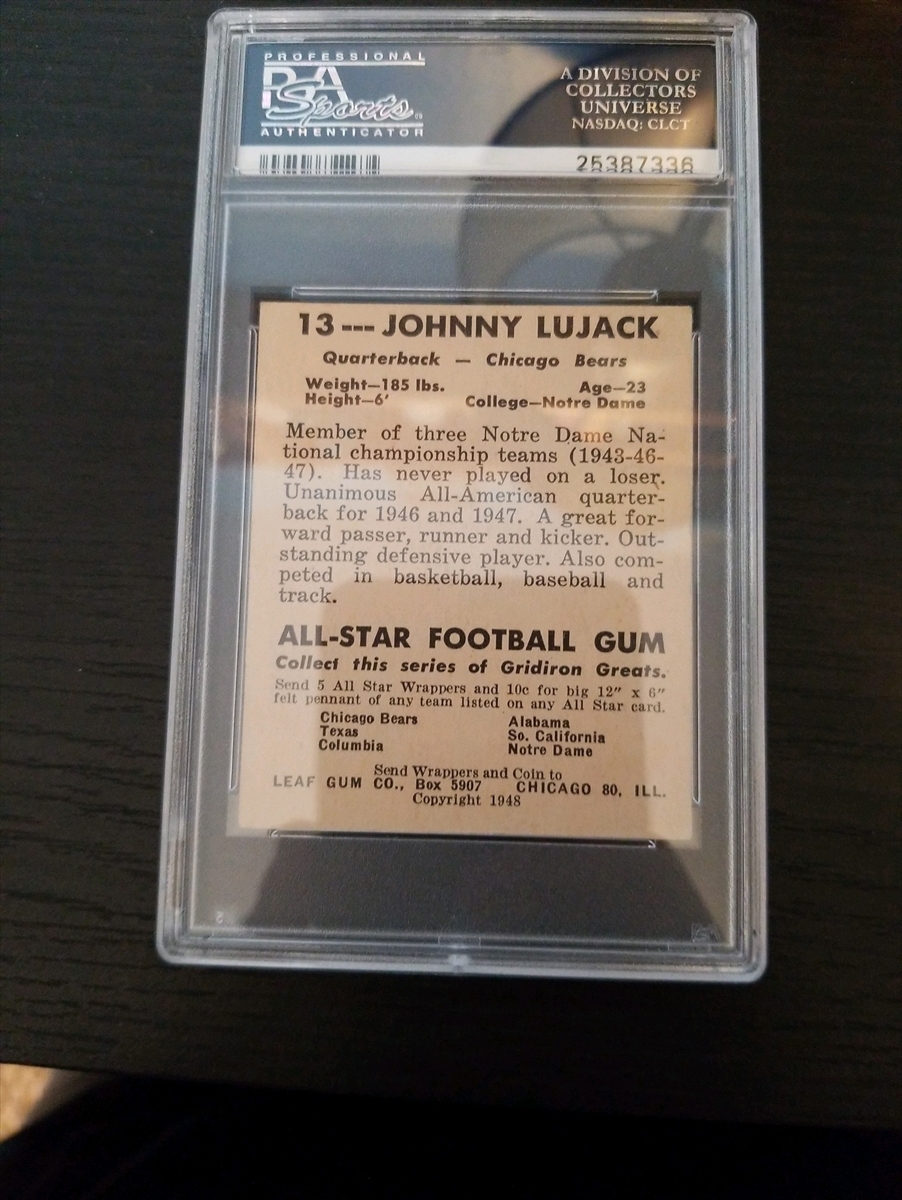 PROFESSIONAL
PSA
Sports®
AUTHENTICATOR
A DIVISION OF
COLLECTORS
UNIVERSE
NASDAQ: CLCT
25387336
13 --- JOHNNY LUJACK
Quarterback — Chicago Bears
Weight—185 lbs. Age—23
Height—6' College—Notre Dame
Member of three Notre Dame Na-
tional championship teams (1943-46-
47). Has never played on a loser.
Unanimous All-American quarter-
back for 1946 and 1947. A great for-
ward passer, runner and kicker. Out-
standing defensive player. Also com-
peted in basketball, baseball and
track.
ALL-STAR FOOTBALL GUM
Collect this series of Gridiron Greats.
Send 5 All Star Wrappers and 10c for big 12" x 6"
felt pennant of any team listed on any All Star card.
Chicago Bears Alabama
Texas So. California
Columbia Notre Dame
Send Wrappers and Coin to
LEAF GUM CO., Box 5907 CHICAGO 80, ILL.
Copyright 1948